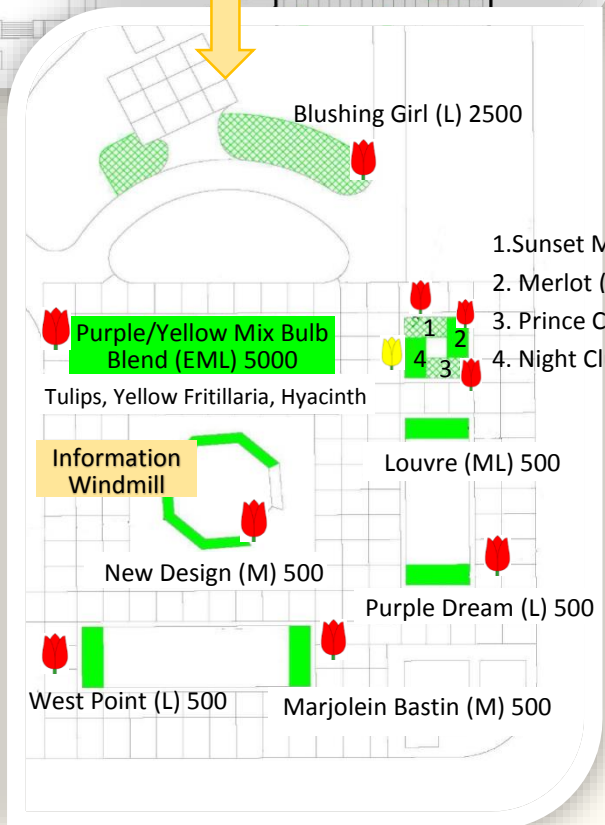 Blushing Girl (L) 2500
1.Sunset
2. Merlot
3. Prince
4. Night
1
2
4
3
Purple/Yellow Mix Bulb
Blend (EML) 5000
Tulips, Yellow Fritillaria, Hyacinth
Information
Windmill
Louvre (ML) 500
New Design (M) 500
Purple Dream (L) 500
West Point (L) 500
Marjolein Bastin (M) 500